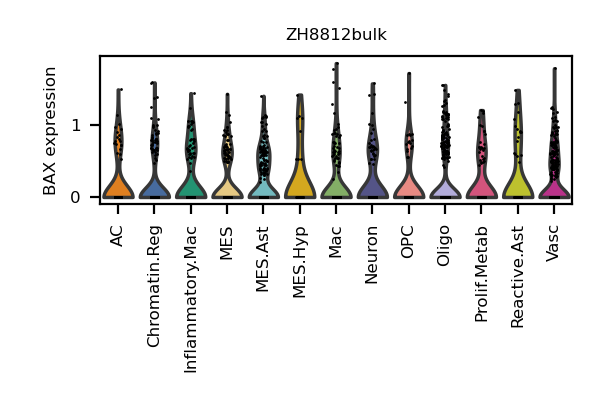 ZH8812bulk
BAX expression
1
0
AC
Chromatin.Reg
Inflammatory.Mac
MES
MES.Ast
MES.Hyp
Mac
Neuron
OPC
Oligo
Prolif.Metab
Reactive.Ast
Vasc